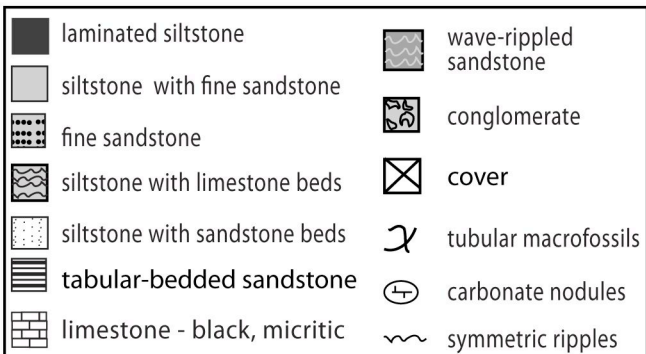 laminated siltstone
siltstone with fine sandstone
fine sandstone
siltstone with limestone beds
siltstone with sandstone beds
tabular-bedded sandstone
limestone - black, micritic
wave-rippled
sandstone
conglomerate
cover
tubular macrofossils
carbonate nodules
symmetric ripples